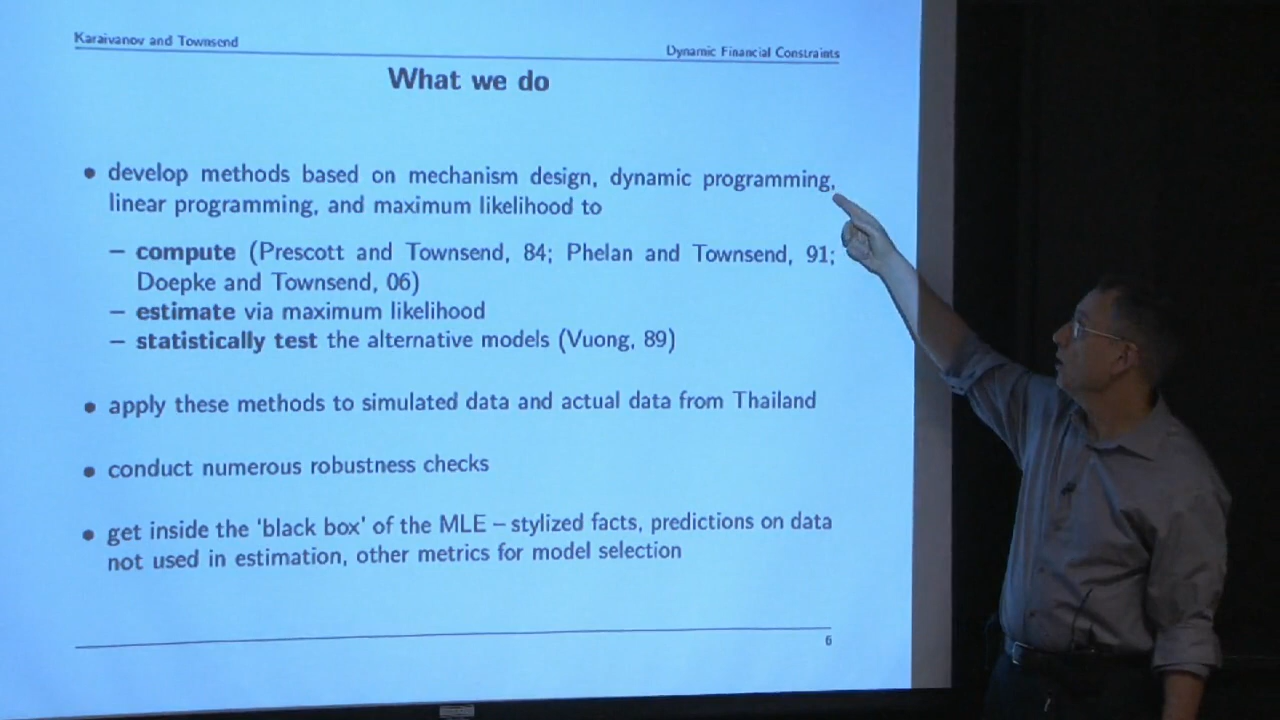 Karaivanov and Townsend
Dynamic Financial Constraints
What we do
• develop methods based on mechanism design, dynamic programming,
linear programming, and maximum likelihood to
– compute (Prescott and Townsend, 84; Phelan and Townsend, 91;
Doepke and Townsend, 06)
– estimate via maximum likelihood
– statistically test the alternative models (Vuong, 89)
• apply these methods to simulated data and actual data from Thailand
• conduct numerous robustness checks
• get inside the 'black box' of the MLE – stylized facts, predictions on data
not used in estimation, other metrics for model selection
6